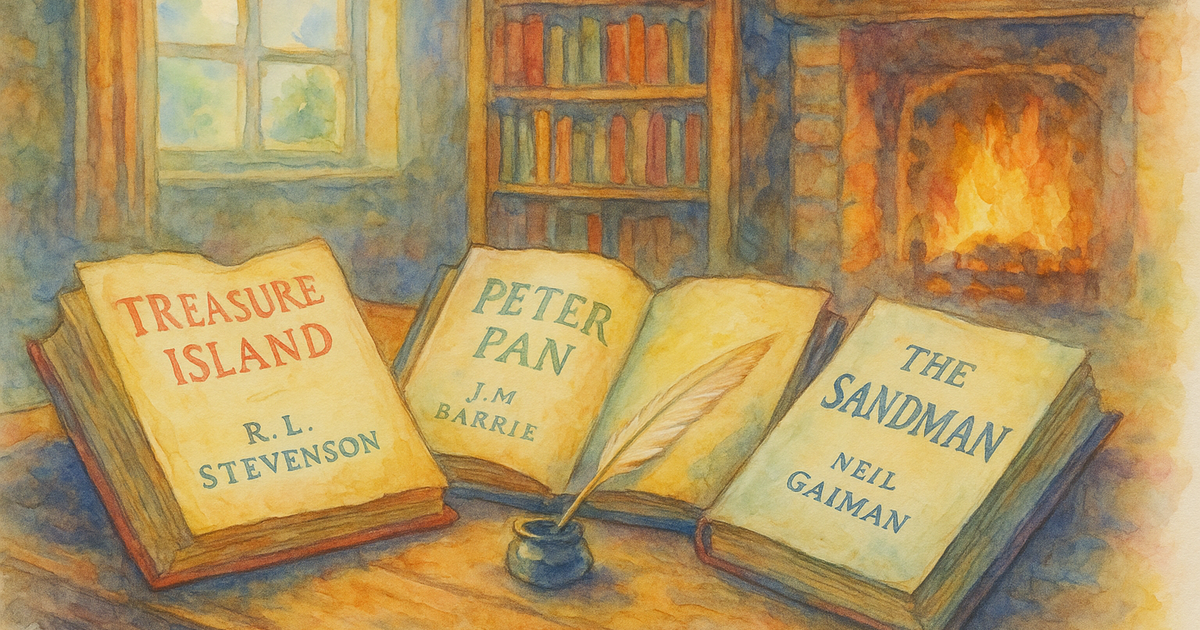 TREASURE
ISLAND
R. L.
STEVENSON
PETER
PAN
J.M
BARRIE
THE
SANDMAN
NEIL
GAIMAN